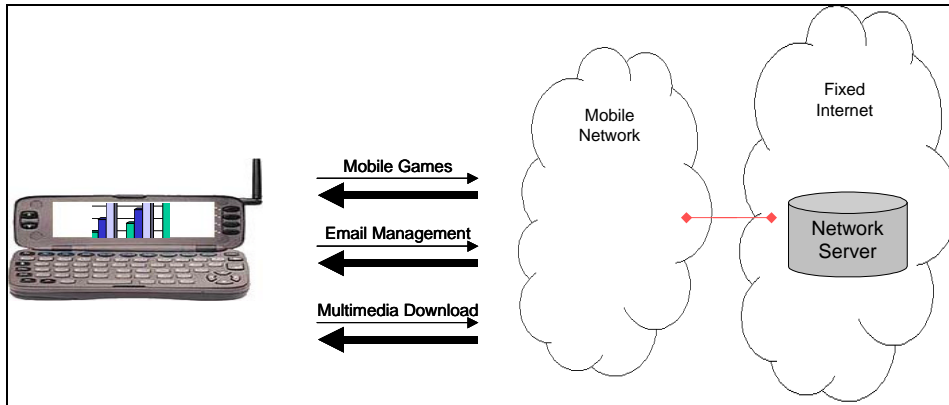 Mobile Games
Email Management
Multimedia Download
Mobile
Network
Fixed
Internet
Network
Server